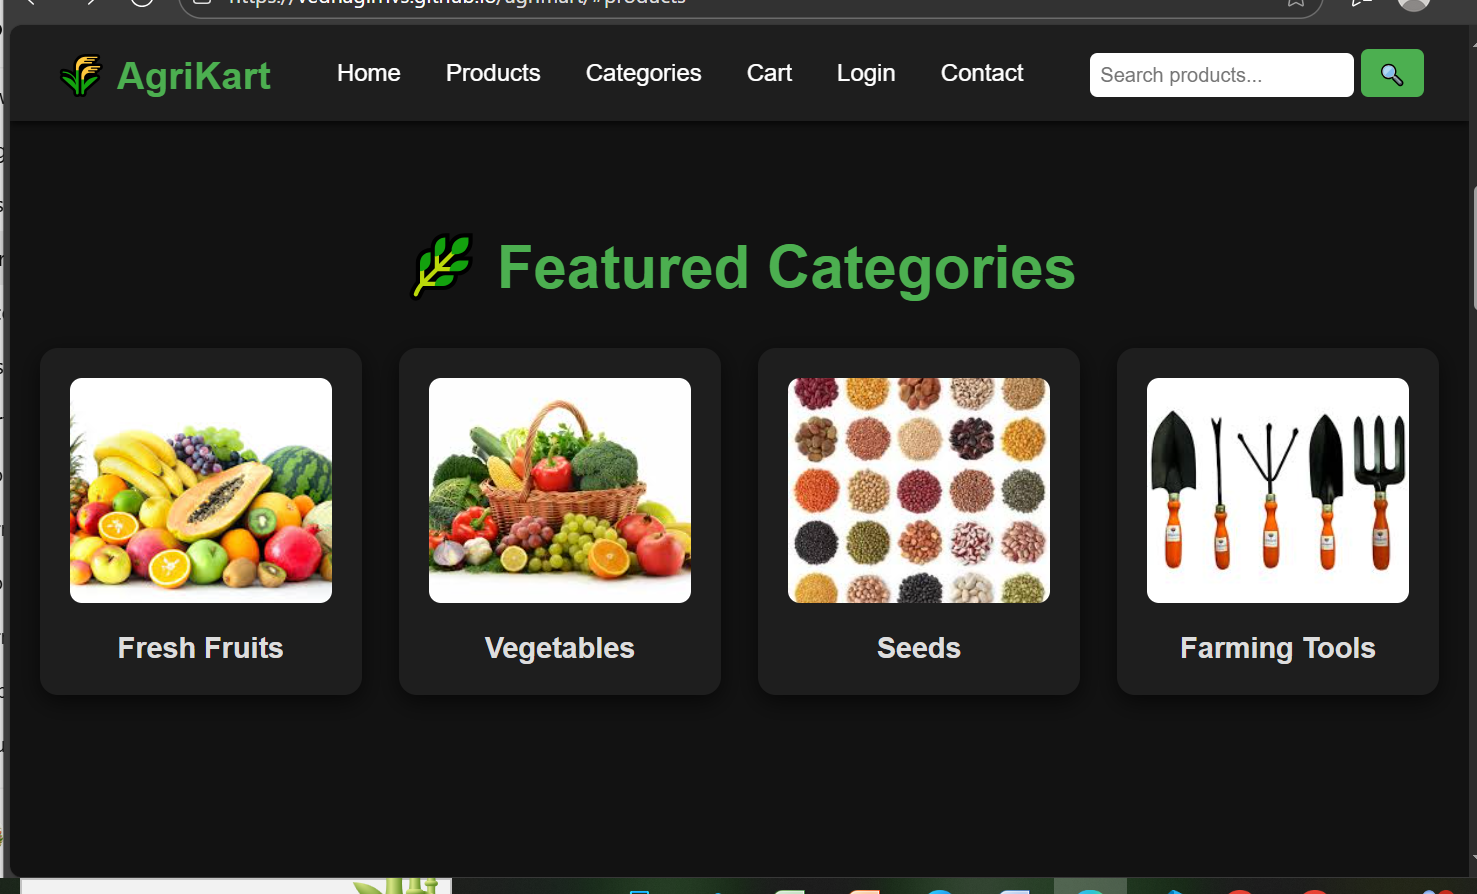 AgriKart
Home Products Categories Cart Login Contact
Search products...
Featured Categories
Fresh Fruits
Vegetables
Seeds
Farming Tools